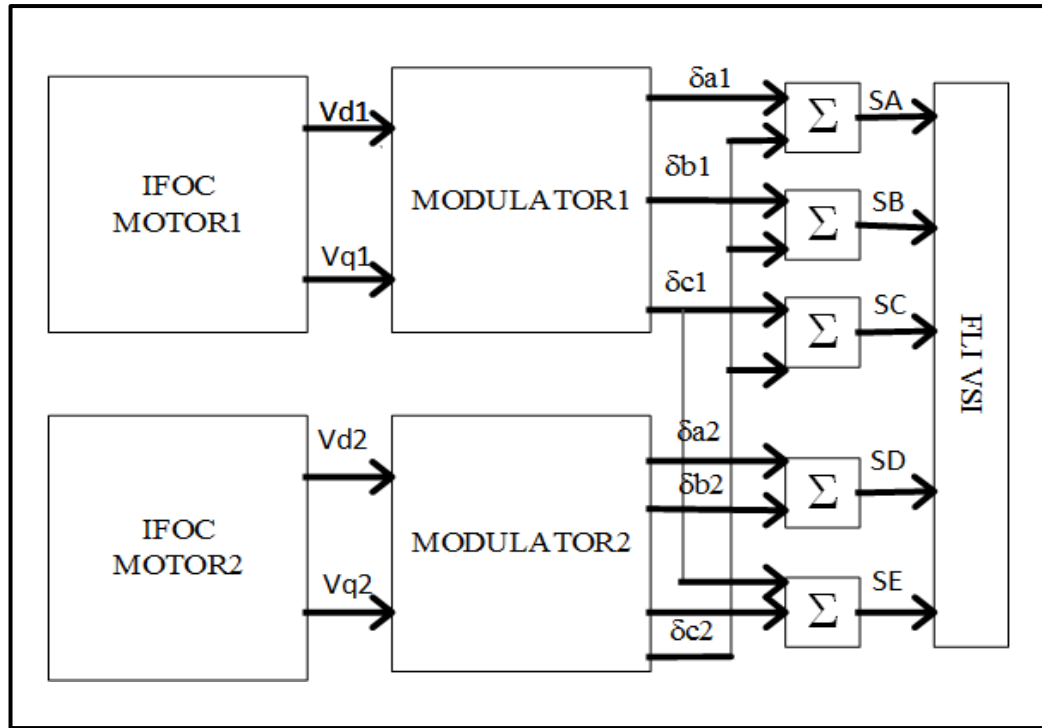 IFOC
MOTOR1
Vd1
Vq1
MODULATOR1
δa1
δb1
δc1
Σ
SA
Σ
SB
Σ
SC
FLI VSI
IFOC
MOTOR2
Vd2
Vq2
MODULATOR2
δa2
δb2
δc2
Σ
SD
Σ
SE